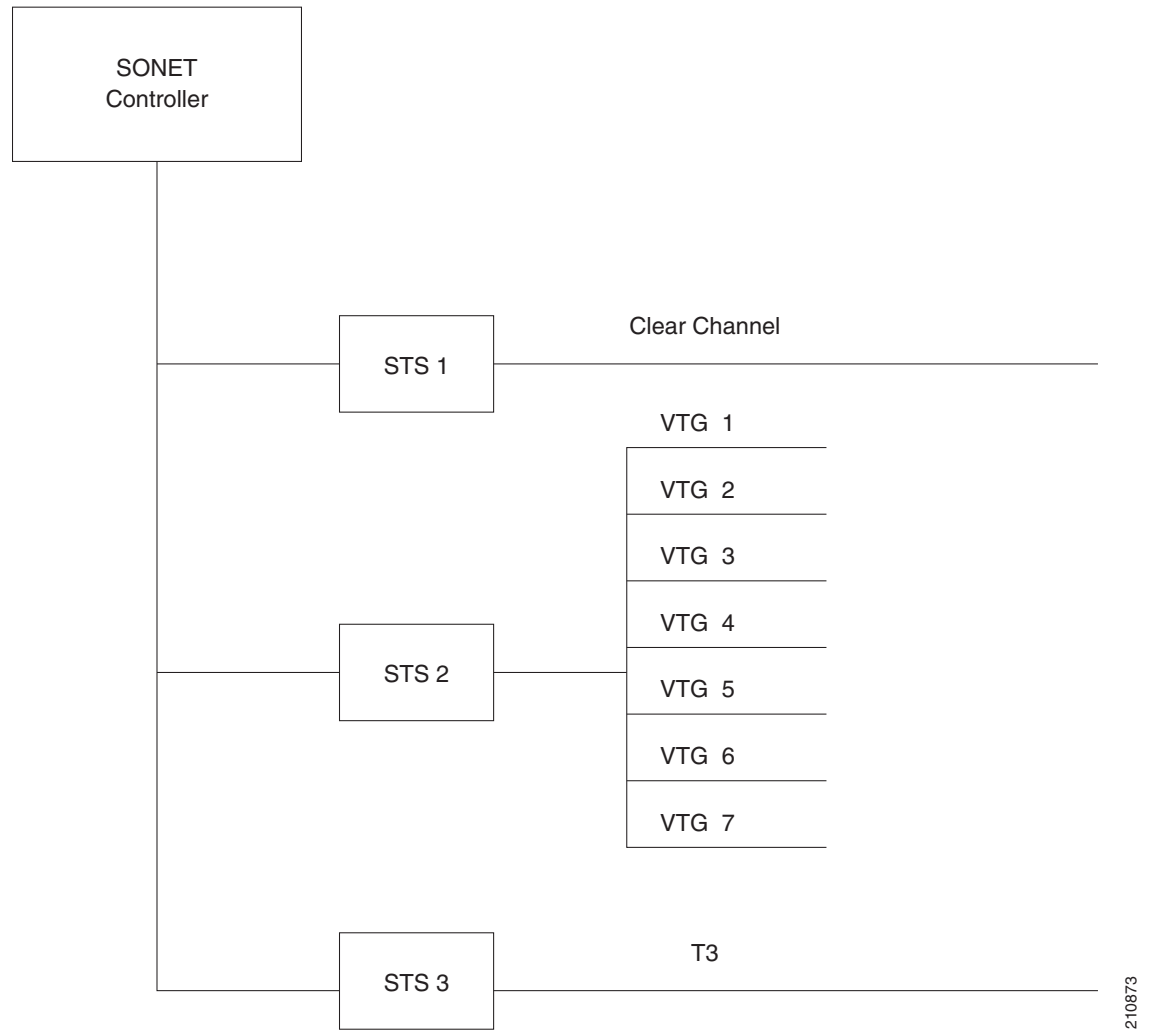 SONET
Controller
Clear Channel
STS 1
VTG 1
VTG 2
VTG 3
VTG 4
STS 2
VTG 5
VTG 6
VTG 7
T3
STS 3
210873